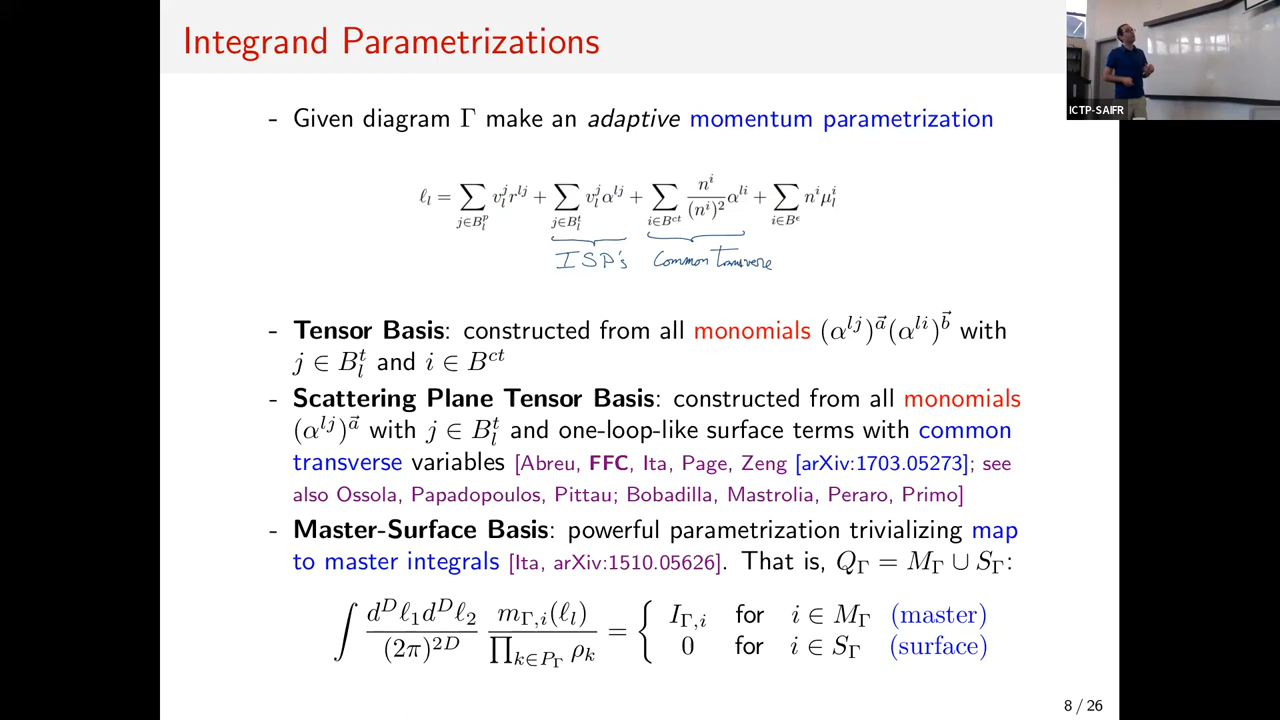 Integrand Parametrizations
ICTP-SAIFR
- Given diagram Γ make an adaptive momentum parametrization
ℓ_l = ∑_{j∈B_l^p} v_l^j r^{lj} + ∑_{j∈B_l^t} v_l^j α^{lj} + ∑_{i∈B^{ct}} n^i/(n^i)^2 α^{li} + ∑_{i∈B^ϵ} n^i μ_l^i
ISP's Common Transverse
- Tensor Basis: constructed from all monomials (α^{lj})^{\vec{a}}(α^{li})^{\vec{b}} with
j ∈ B_l^t and i ∈ B^{ct}
- Scattering Plane Tensor Basis: constructed from all monomials
(α^{lj})^{\vec{a}} with j ∈ B_l^t and one-loop-like surface terms with common
transverse variables [Abreu, FFC, Ita, Page, Zeng [arXiv:1703.05273]; see
also Ossola, Papadopoulos, Pittau; Bobadilla, Mastrolia, Peraro, Primo]
- Master-Surface Basis: powerful parametrization trivializing map
to master integrals [Ita, arXiv:1510.05626]. That is, Q_Γ = M_Γ ∪ S_Γ:
∫ d^Dℓ_1 d^Dℓ_2/(2π)^{2D} m_{Γ,i}(ℓ_l)/∏_{k∈P_Γ} ρ_k = { I_{Γ,i} for i ∈ M_Γ (master)
0 for i ∈ S_Γ (surface)
8 / 26